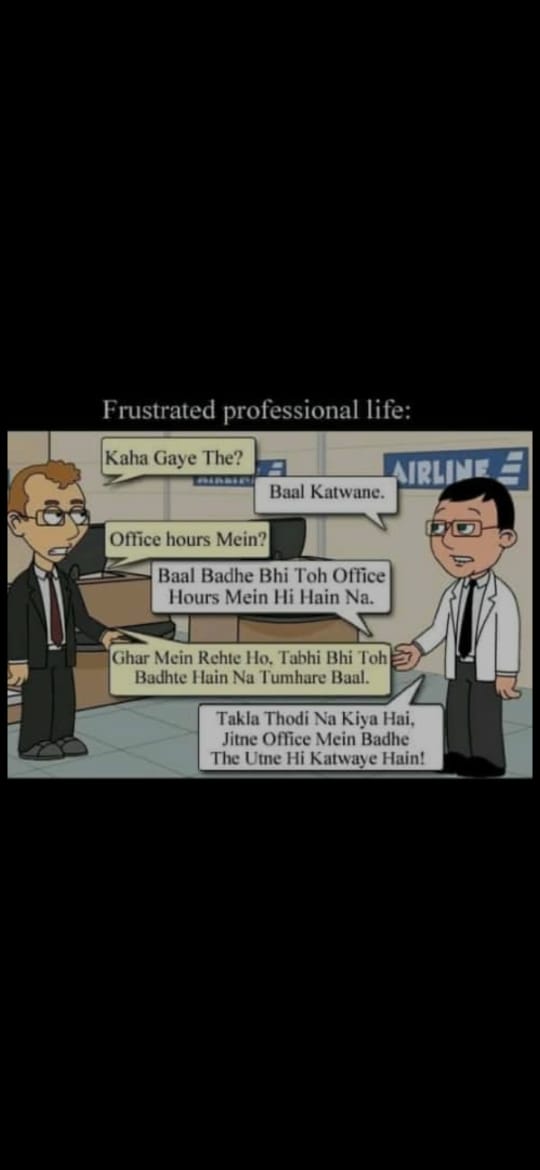 Frustrated professional life:
Kaha Gaye The?
AIRLINE
Baal Katwane.
Office hours Mein?
Baal Badhe Bhi Toh Office
Hours Mein Hi Hain Na.
Ghar Mein Rehte Ho, Tabhi Bhi Toh
Badhte Hain Na Tumhare Baal.
Takla Thodi Na Kiya Hai,
Jitne Office Mein Badhe
The Utne Hi Katwaye Hain!